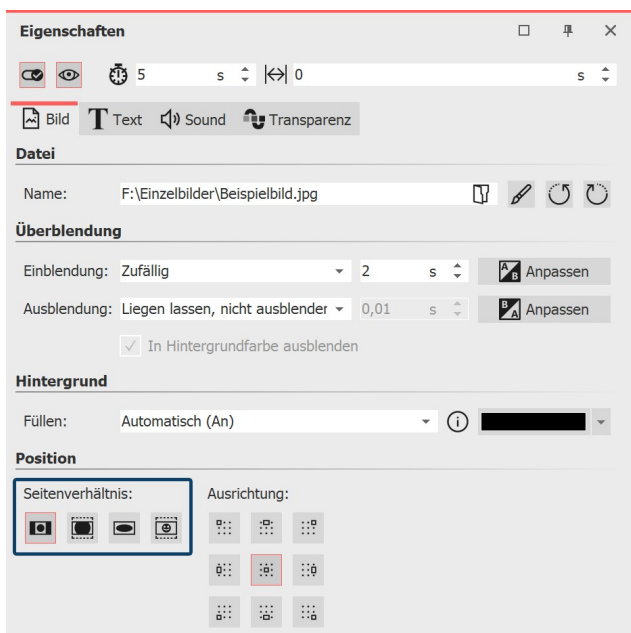 Eigenschaften
5 s 0 s
Bild Text Sound Transparenz
Datei
Name: F:\Einzelbilder\Beispielbild.jpg
Überblendung
Einblendung: Zufällig 2 s A B Anpassen
Ausblendung: Liegen lassen, nicht ausblender 0,01 s B A Anpassen
In Hintergrundfarbe ausblenden
Hintergrund
Füllen: Automatisch (An)
Position
Seitenverhältnis: Ausrichtung: